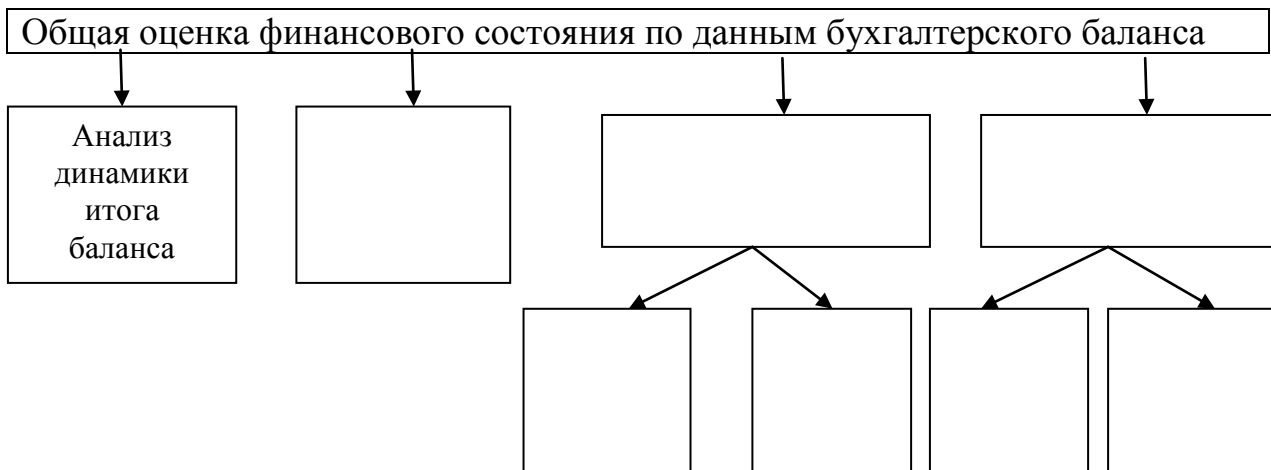 Общая оценка финансового состояния по данным бухгалтерского баланса
Анализ
динамики
итога
баланса